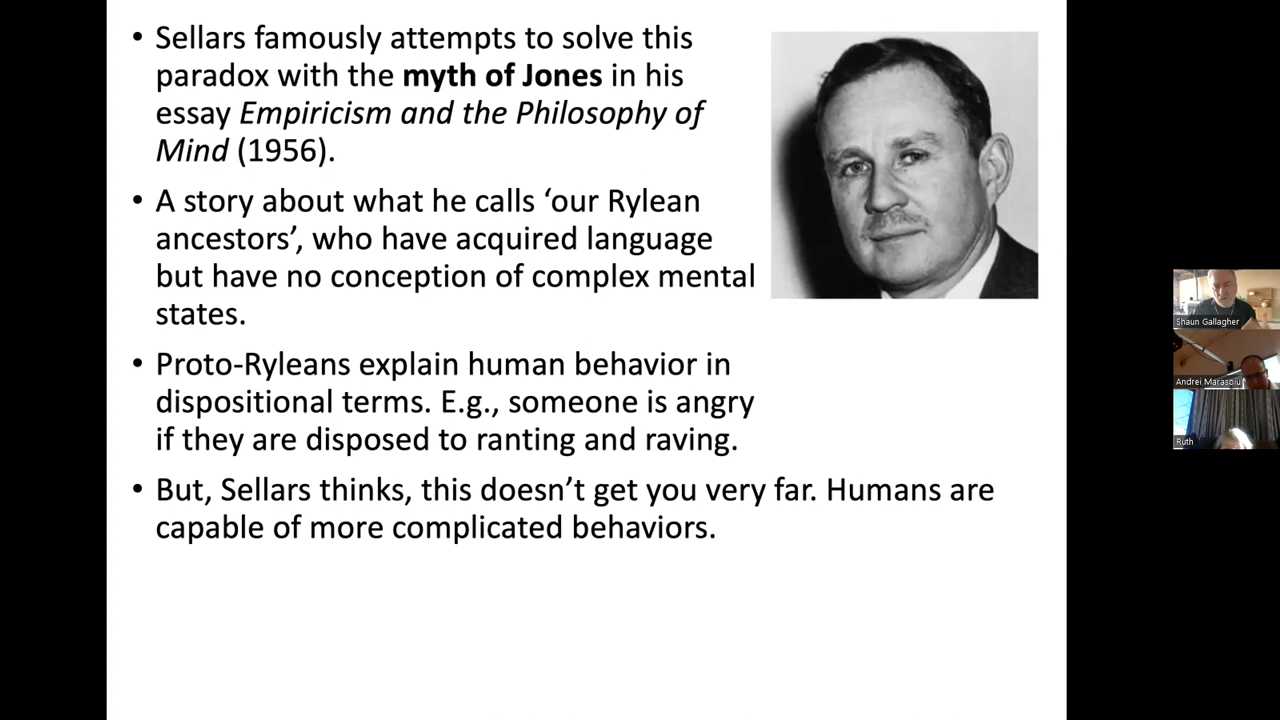 • Sellars famously attempts to solve this
paradox with the myth of Jones in his
essay Empiricism and the Philosophy of
Mind (1956).
• A story about what he calls ‘our Rylean
ancestors’, who have acquired language
but have no conception of complex mental
states.
• Proto-Ryleans explain human behavior in
dispositional terms. E.g., someone is angry
if they are disposed to ranting and raving.
• But, Sellars thinks, this doesn’t get you very far. Humans are
capable of more complicated behaviors.
Shaun Gallagher
Andrei Marasoiu
Ruth